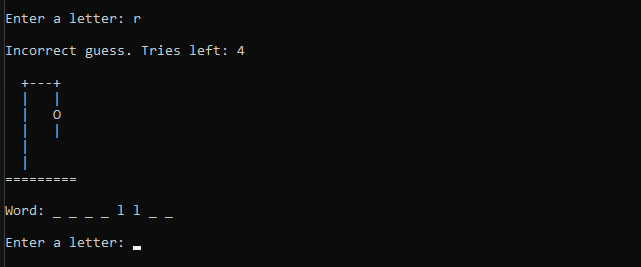 Enter a letter: r
Incorrect guess. Tries left: 4
+---+
|   |
|   O
|   |
|
|
=========
Word: _ _ _ _ l l _ _
Enter a letter: _